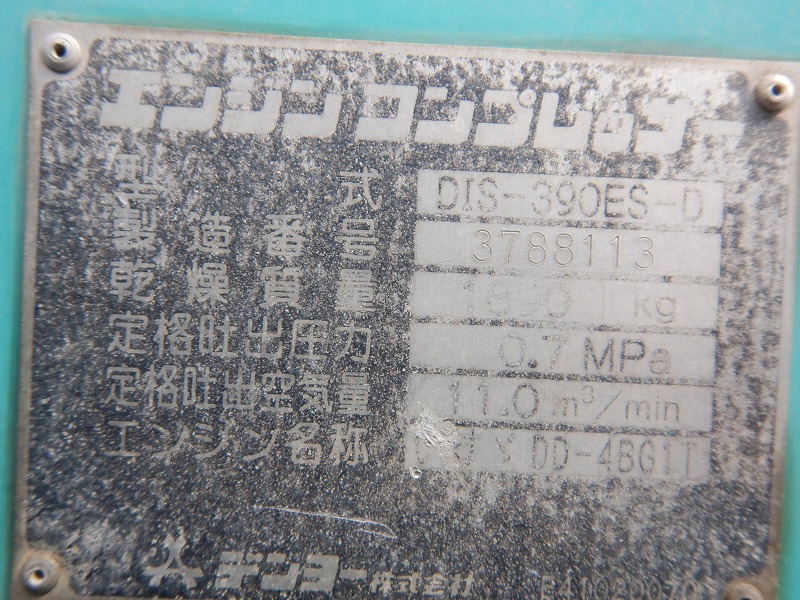 エンジンコンプレッサー
型式 DIS-390ES-D
製造番号 3788113
乾燥質量 kg
定格吐出圧力 0.7 MPa
定格吐出空気量 11.0 m³/min
エンジン名称 DD-4BG1T
デンヨー株式会社